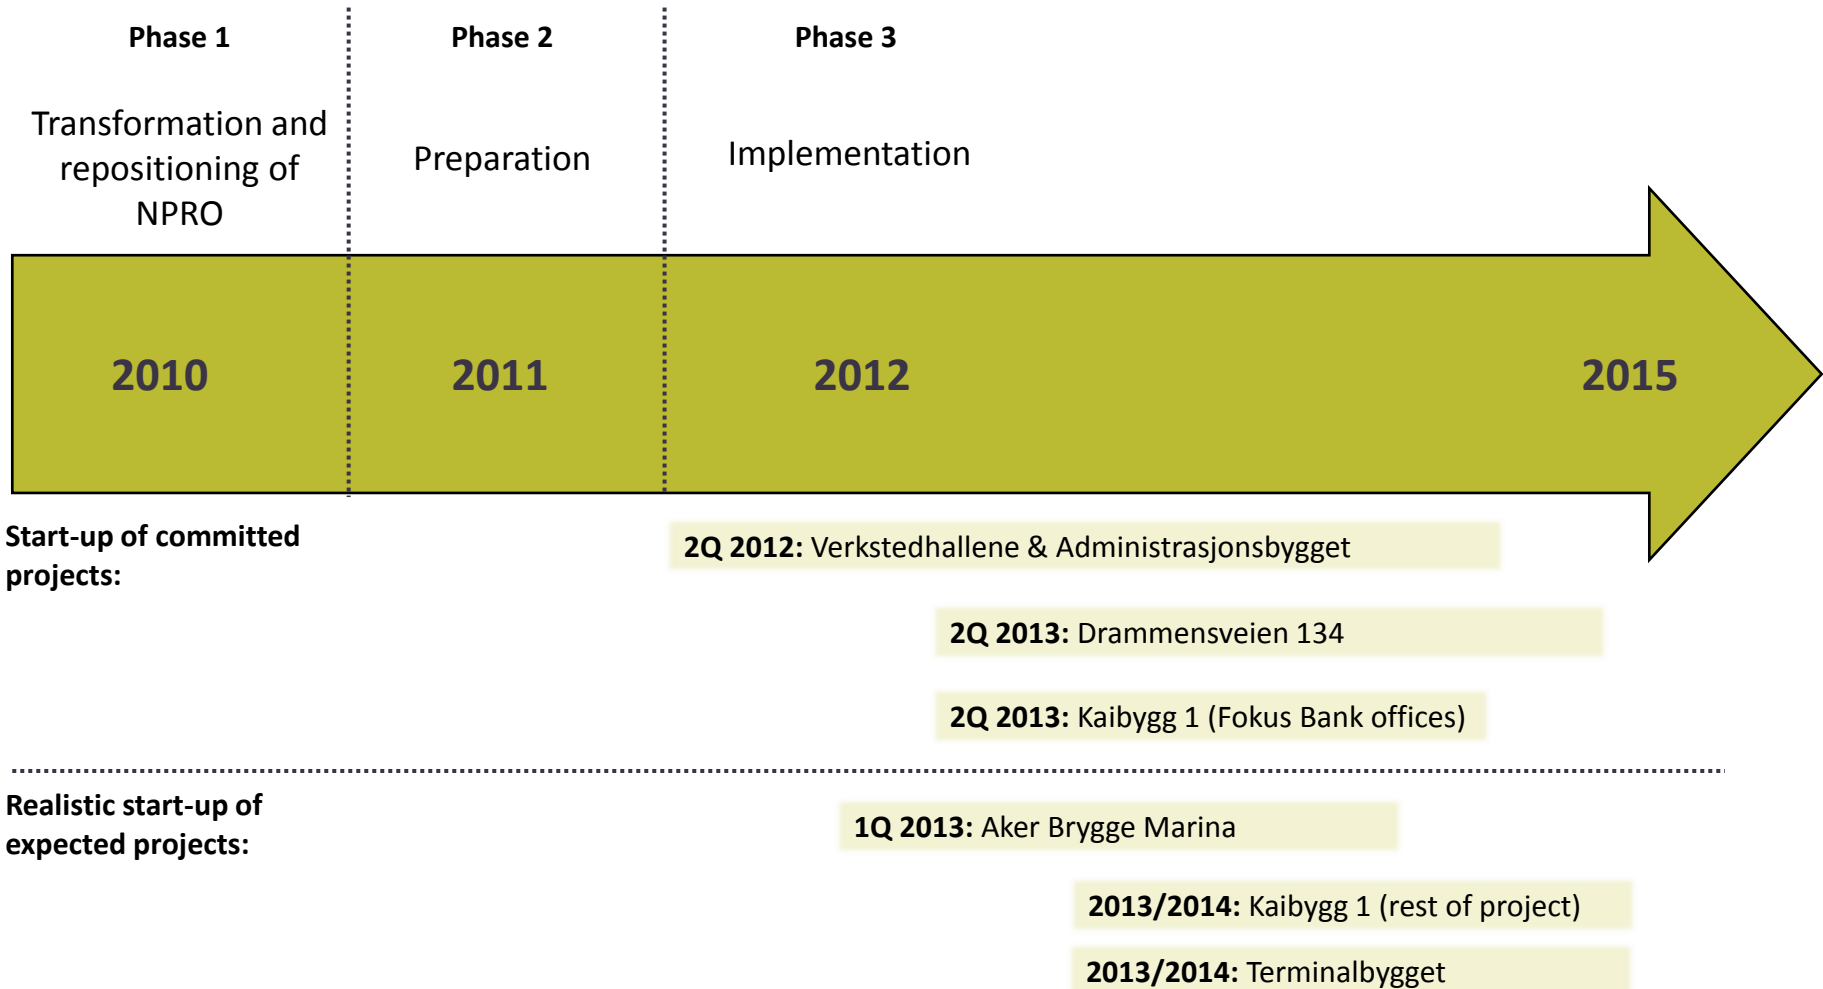 Phase 1
Phase 2
Phase 3
Transformation and
repositioning of
NPRO
Preparation
Implementation
2010
2011
2012
2015
Start-up of committed
projects:
2Q 2012: Verkstedhallene & Administrasjonsbygget
2Q 2013: Drammensveien 134
2Q 2013: Kaibygg 1 (Fokus Bank offices)
Realistic start-up of
expected projects:
1Q 2013: Aker Brygge Marina
2013/2014: Kaibygg 1 (rest of project)
2013/2014: Terminalbygget